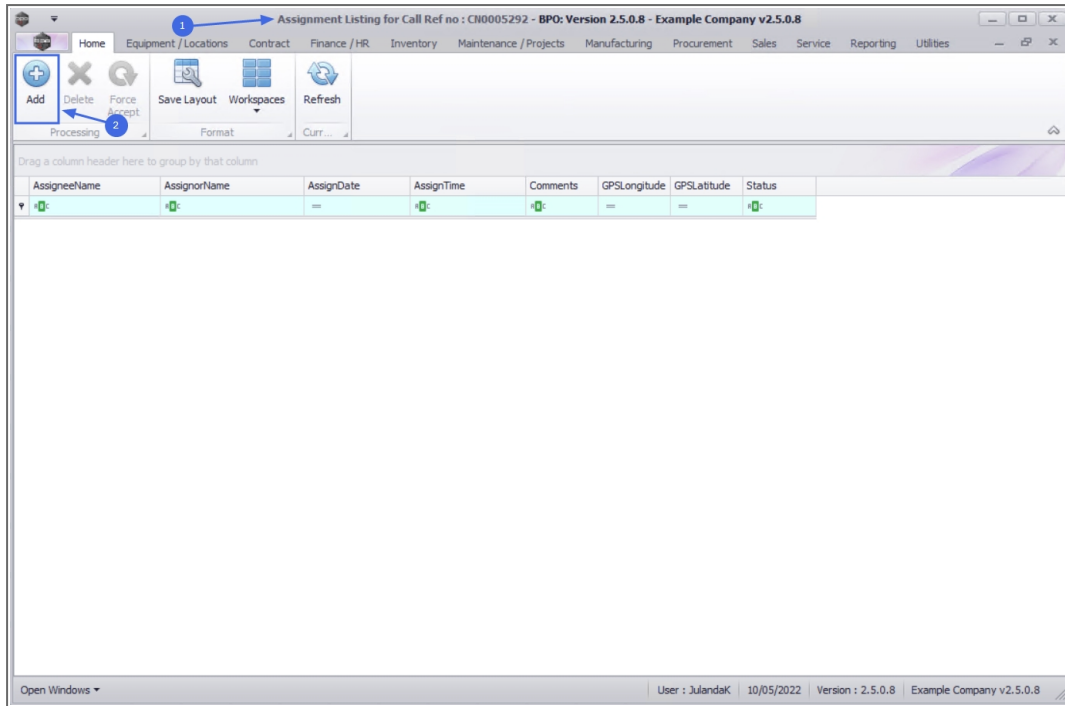 1
Assignment Listing for Call Ref no : CN0005292 - BPO: Version 2.5.0.8 - Example Company v2.5.0.8
Home Equipment / Locations Contract Finance / HR Inventory Maintenance / Projects Manufacturing Procurement Sales Service Reporting Utilities
Add Delete Force Accept Save Layout Workspaces Refresh
2
Processing Format Curr...
Drag a column header here to group by that column
AssigneeName AssignorName AssignDate AssignTime Comments GPSLongitude GPSLatitude Status
= = =
Open Windows User : JulandaK 10/05/2022 Version : 2.5.0.8 Example Company v2.5.0.8